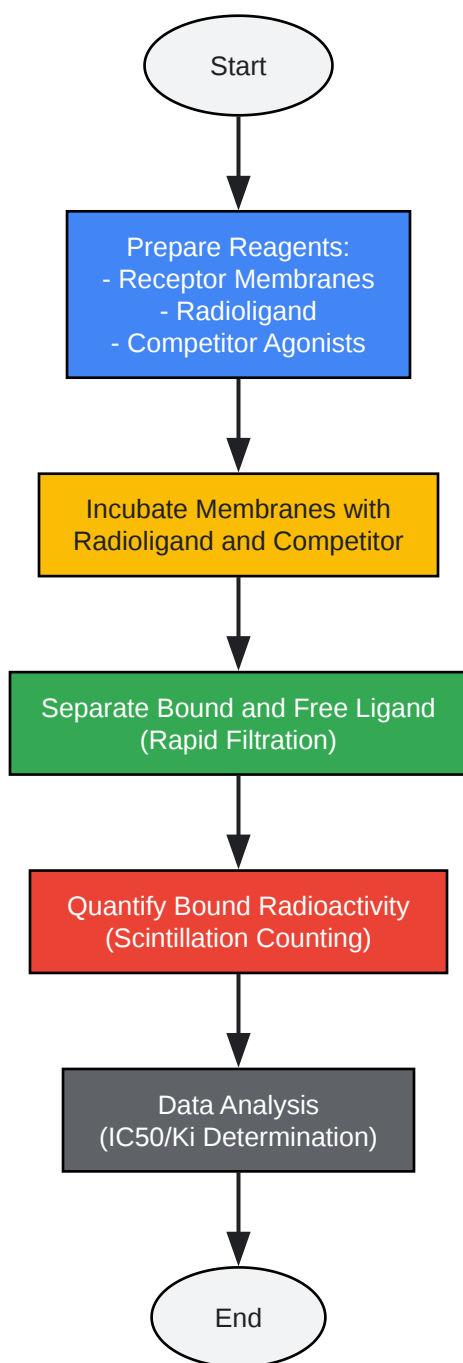 Start
Prepare Reagents:
- Receptor Membranes
- Radioligand
- Competitor Agonists
Incubate Membranes with
Radioligand and Competitor
Separate Bound and Free Ligand
(Rapid Filtration)
Quantify Bound Radioactivity
(Scintillation Counting)
Data Analysis
(IC50/Ki Determination)
End